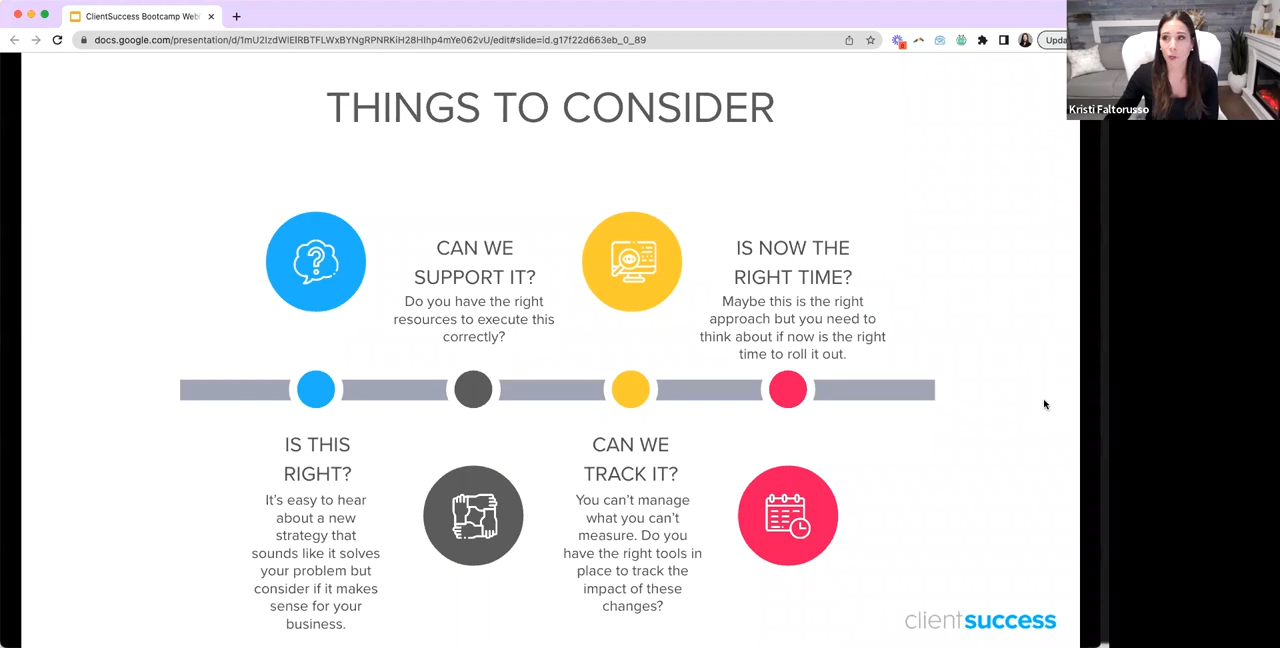 ClientSuccess Bootcamp Web
docs.google.com/presentation/d/1mU2IzdWIEIRBTFLWxBYNgRPNRKiH28HIhp4mYe062vU/edit#slide=id.g17f22d663eb_0_89
Upda
Kristi Faltorusso
THINGS TO CONSIDER
CAN WE
SUPPORT IT?
Do you have the right
resources to execute this
correctly?
IS NOW THE
RIGHT TIME?
Maybe this is the right
approach but you need to
think about if now is the right
time to roll it out.
IS THIS
RIGHT?
It's easy to hear
about a new
strategy that
sounds like it solves
your problem but
consider if it makes
sense for your
business.
CAN WE
TRACK IT?
You can't manage
what you can't
measure. Do you
have the right tools in
place to track the
impact of these
changes?
clientsuccess